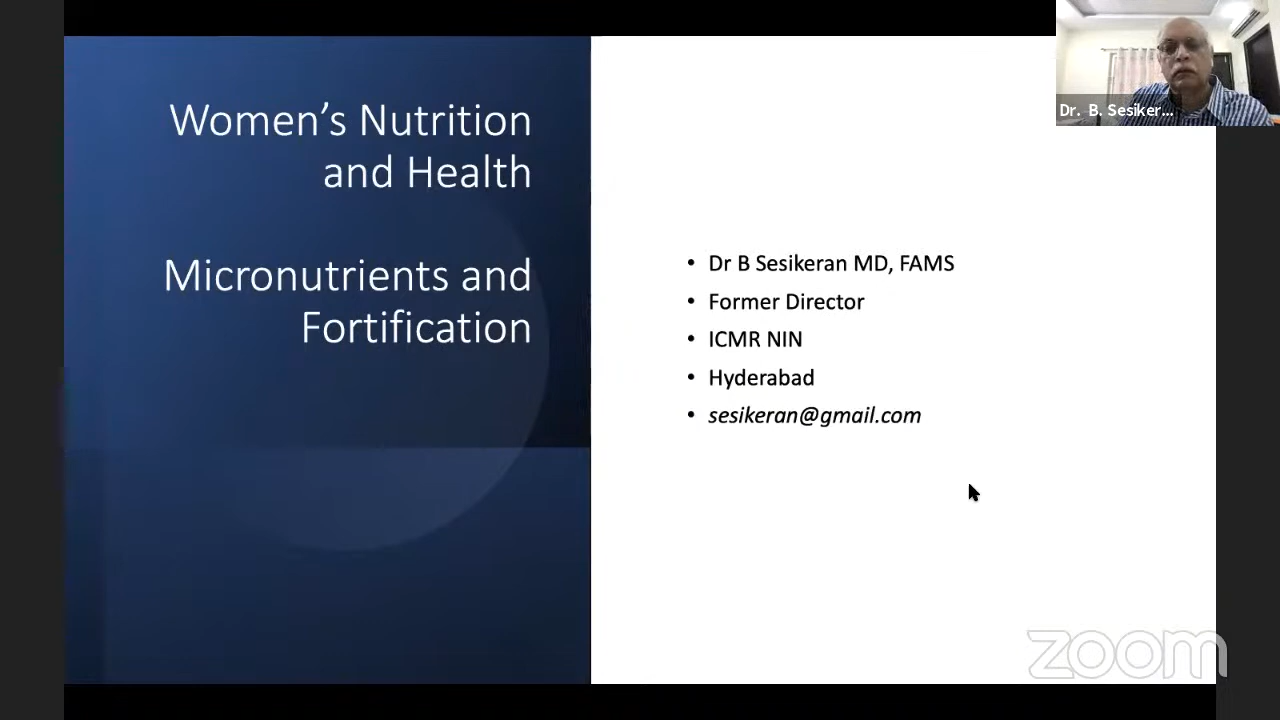 Women’s Nutrition
and Health
Micronutrients and
Fortification
• Dr B Sesikeran MD, FAMS
• Former Director
• ICMR NIN
• Hyderabad
• sesikeran@gmail.com
Dr. B. Sesiker...
zoom